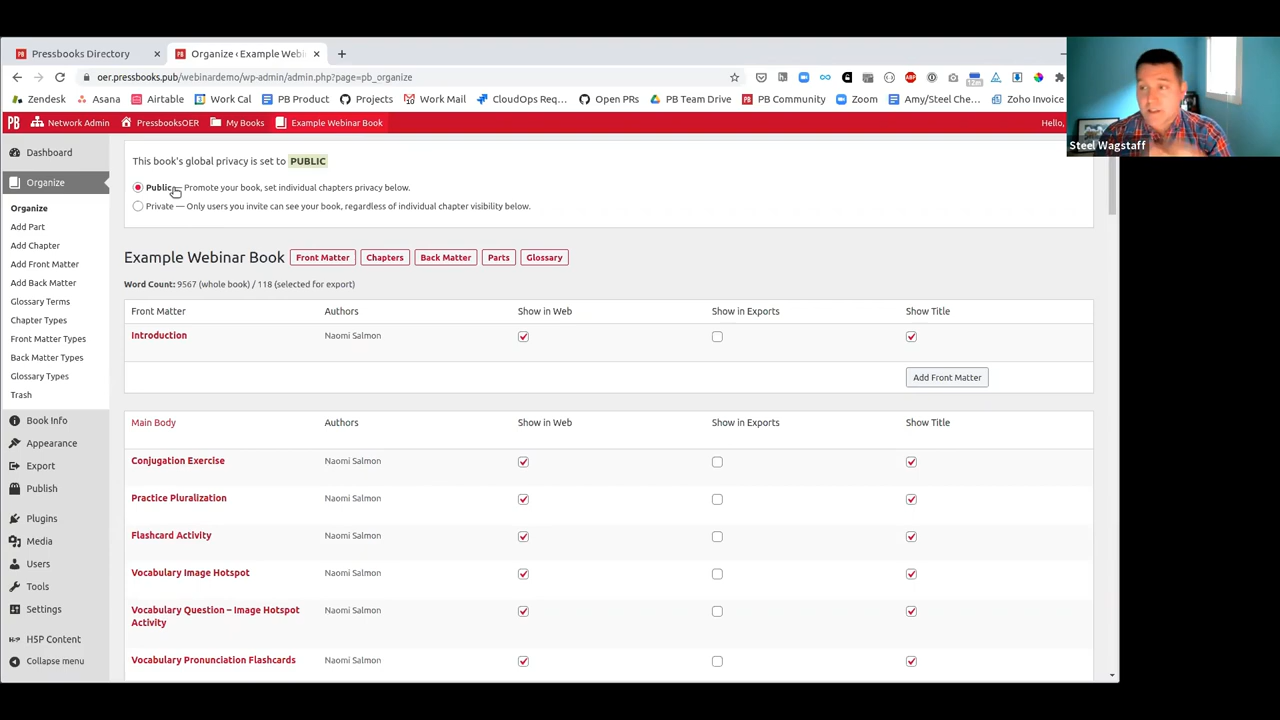 Pressbooks Directory
Organize ‹ Example Webi
oer.pressbooks.pub/webinardemo/wp-admin/admin.php?page=pb_organize
Zendesk Asana Airtable Work Cal PB Product Projects Work Mail CloudOps Req... Open PRs PB Team Drive PB Community Zoom Amy/Steel Che... Zoho Invoice
PB Network Admin PressbooksOER My Books Example Webinar Book Hello,
Steel Wagstaff
Dashboard
Organize
Organize
Add Part
Add Chapter
Add Front Matter
Add Back Matter
Glossary Terms
Chapter Types
Front Matter Types
Back Matter Types
Glossary Types
Trash
Book Info
Appearance
Export
Publish
Plugins
Media
Users
Tools
Settings
H5P Content
Collapse menu
This book's global privacy is set to PUBLIC
Public — Promote your book, set individual chapters privacy below.
Private — Only users you invite can see your book, regardless of individual chapter visibility below.
Example Webinar Book Front Matter Chapters Back Matter Parts Glossary
Word Count: 9567 (whole book) / 118 (selected for export)
Front Matter Authors Show in Web Show in Exports Show Title
Introduction Naomi Salmon
Add Front Matter
Main Body Authors Show in Web Show in Exports Show Title
Conjugation Exercise Naomi Salmon
Practice Pluralization Naomi Salmon
Flashcard Activity Naomi Salmon
Vocabulary Image Hotspot Naomi Salmon
Vocabulary Question – Image Hotspot Naomi Salmon
Activity
Vocabulary Pronunciation Flashcards Naomi Salmon